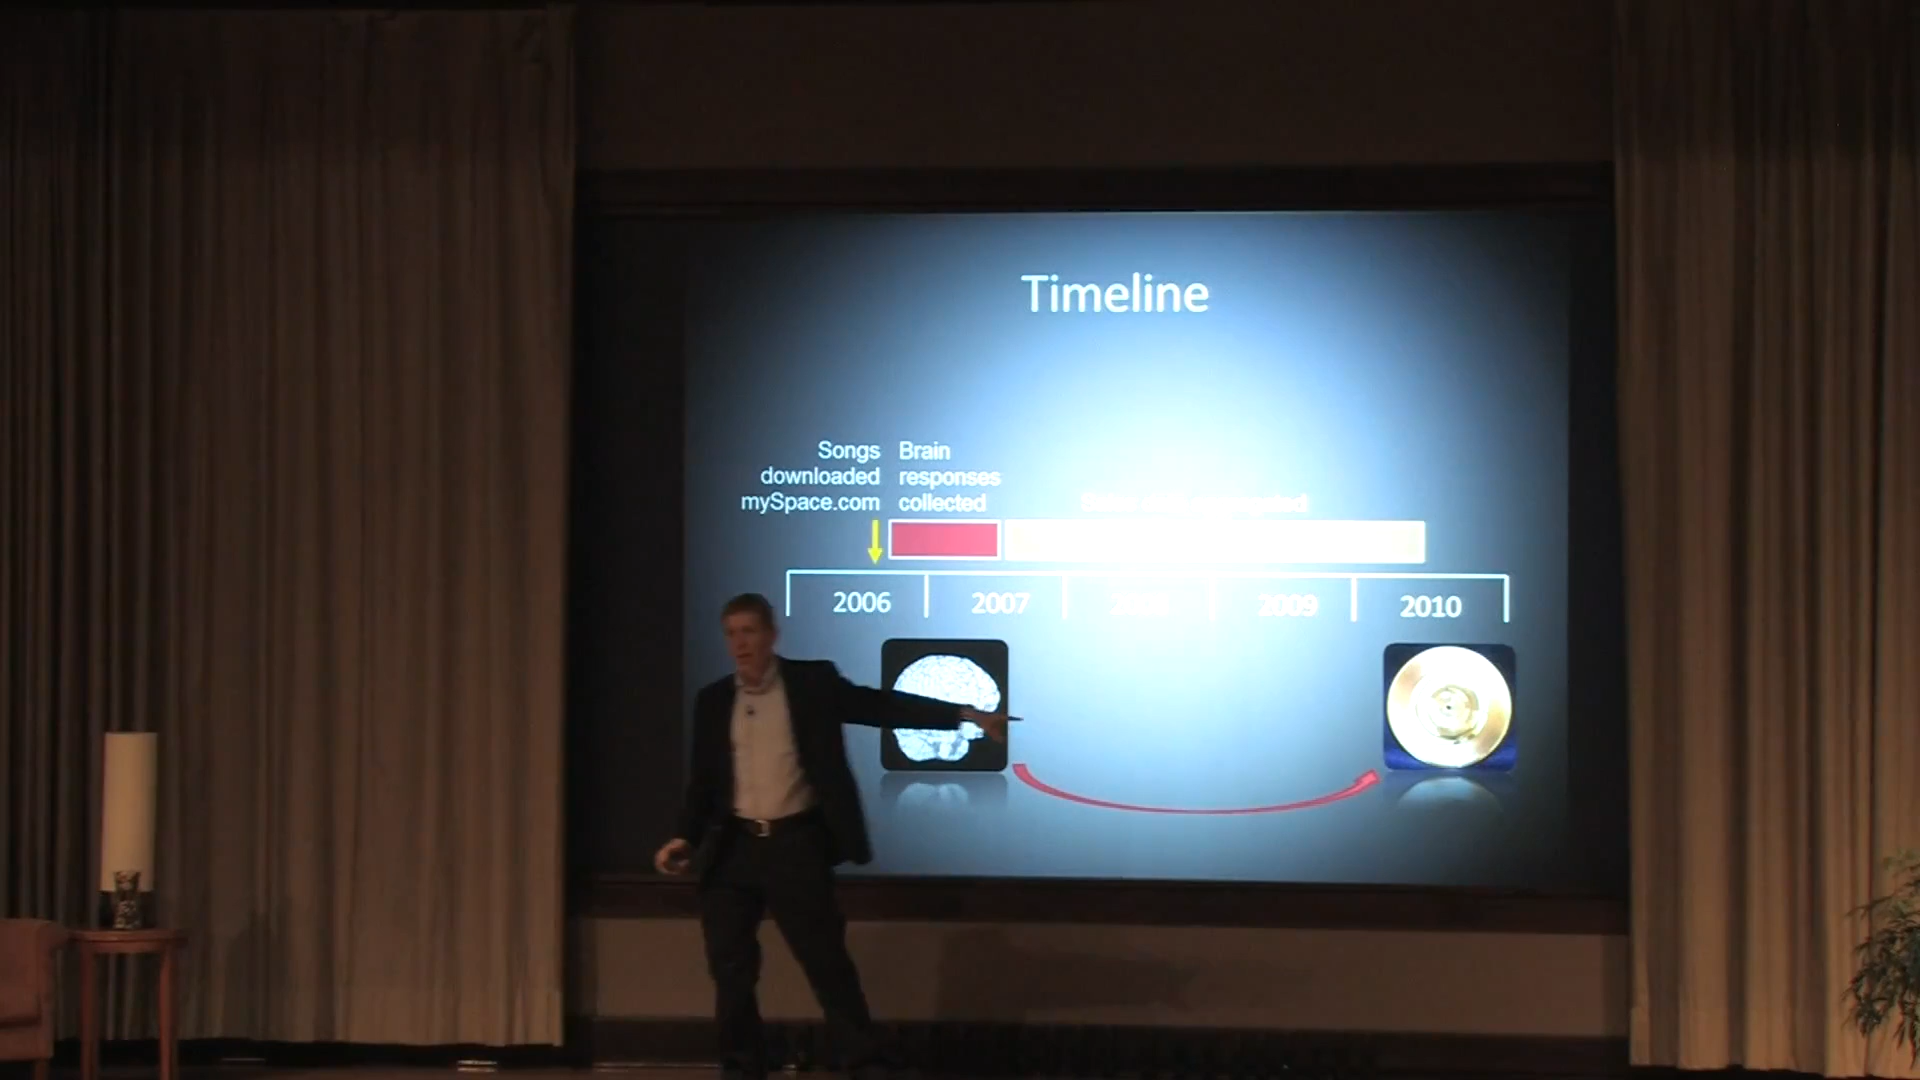 Timeline
Songs
downloaded
mySpace.com
Brain
responses
collected
2006
2007
2009
2010